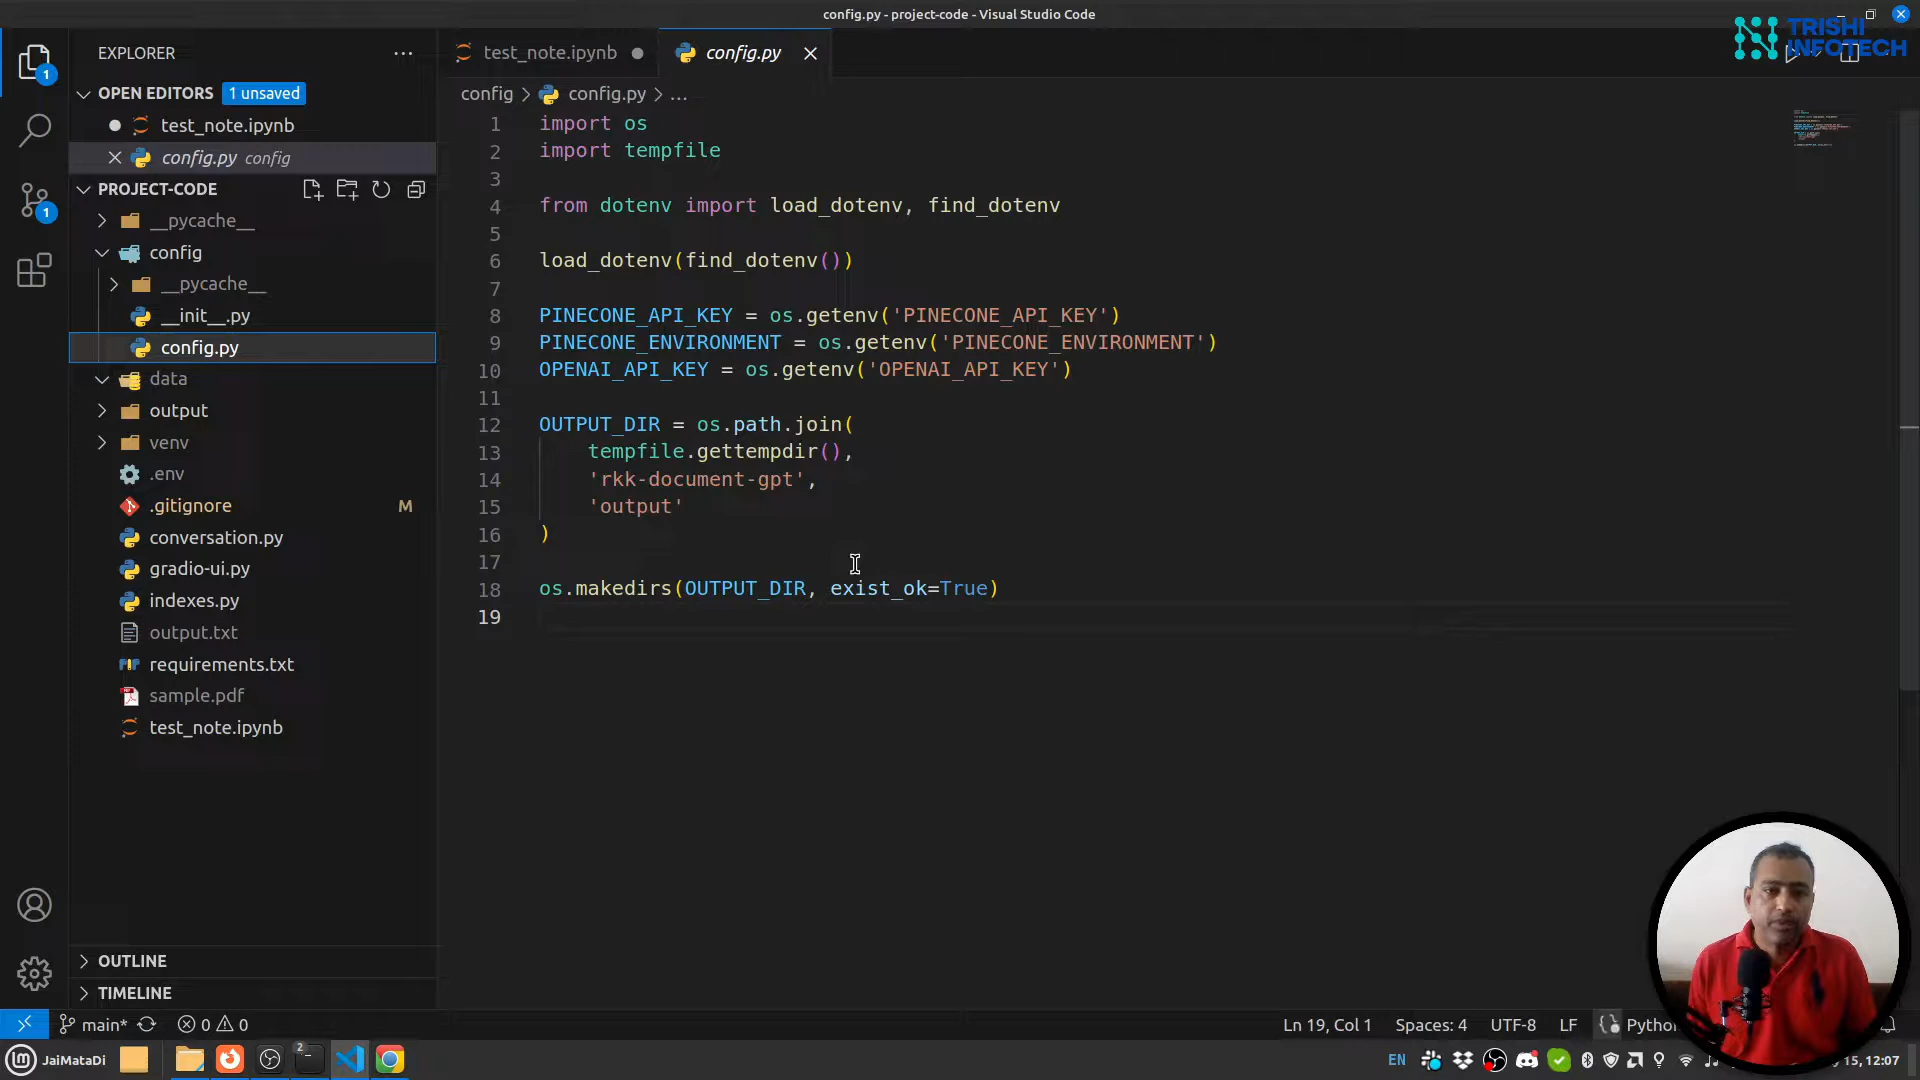 config.py - project-code - Visual Studio Code
TRISHI
INFOTECH
EXPLORER
test_note.ipynb
config.py
OPEN EDITORS 1 unsaved
config > config.py > ...
test_note.ipynb
config.py config
PROJECT-CODE
__pycache__
config
__pycache__
__init__.py
config.py
data
output
venv
.env
.gitignore M
conversation.py
gradio-ui.py
indexes.py
output.txt
requirements.txt
sample.pdf
test_note.ipynb
OUTLINE
TIMELINE
1 import os
2 import tempfile
3
4 from dotenv import load_dotenv, find_dotenv
5
6 load_dotenv(find_dotenv())
7
8 PINECONE_API_KEY = os.getenv('PINECONE_API_KEY')
9 PINECONE_ENVIRONMENT = os.getenv('PINECONE_ENVIRONMENT')
10 OPENAI_API_KEY = os.getenv('OPENAI_API_KEY')
11
12 OUTPUT_DIR = os.path.join(
13 tempfile.gettempdir(),
14 'rkk-document-gpt',
15 'output'
16 )
17
18 os.makedirs(OUTPUT_DIR, exist_ok=True)
19
1
1
main* 0 0
Ln 19, Col 1 Spaces: 4 UTF-8 LF
JaiMataDi
2
EN
15, 12:07